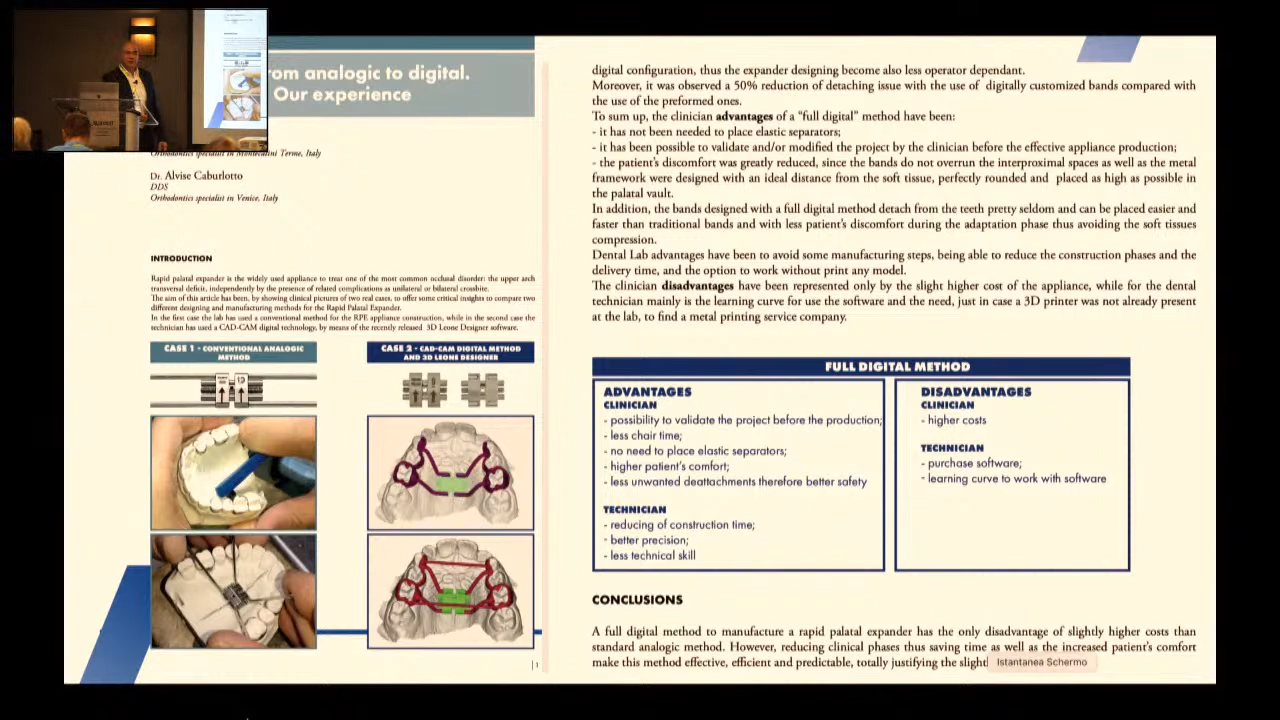 om analogic to digital.
Our experience
Orthodontics specialist in Montecatini Terme, Italy
Dr. Alvise Caburlotto
DDS
Orthodontics specialist in Venice, Italy
INTRODUCTION
Rapid palatal expander is the widely used appliance to treat one of the most common occlusal disorder: the upper arch
transversal deficit, independently by the presence of related complications as unilateral or bilateral crossbite.
The aim of this article has been, by showing clinical pictures of two real cases, to offer some critical insights to compare two
different designing and manufacturing methods for the Rapid Palatal Expander.
In the first case the lab has used a conventional method for the RPE appliance construction, while in the second case the
technician has used a CAD-CAM digital technology, by means of the recently released 3D Leone Designer software.
CASE 1 - CONVENTIONAL ANALOGIC
METHOD
CASE 2 - CAD-CAM DIGITAL METHOD
AND 3D LEONE DESIGNER
|1
digital configuration, thus the expander designing become also less operator dependant.
Moreover, it was observed a 50% reduction of detaching issue with the use of digitally customized bands compared with
the use of the preformed ones.
To sum up, the clinician advantages of a "full digital" method have been:
- it has not been needed to place elastic separators;
- it has been possible to validate and/or modified the project by the clinician before the effective appliance production;
- the patient's discomfort was greatly reduced, since the bands do not overrun the interproximal spaces as well as the metal
framework were designed with an ideal distance from the soft tissue, perfectly rounded and placed as high as possible in
the palatal vault.
In addition, the bands designed with a full digital method detach from the teeth pretty seldom and can be placed easier and
faster than traditional bands and with less patient's discomfort during the adaptation phase thus avoiding the soft tissues
compression.
Dental Lab advantages have been to avoid some manufacturing steps, being able to reduce the construction phases and the
delivery time, and the option to work without print any model.
The clinician disadvantages have been represented only by the slight higher cost of the appliance, while for the dental
technician mainly is the learning curve for use the software and the need, just in case a 3D printer was not already present
at the lab, to find a metal printing service company.
FULL DIGITAL METHOD
ADVANTAGES
CLINICIAN
- possibility to validate the project before the production;
- less chair time;
- no need to place elastic separators;
- higher patient's comfort;
- less unwanted deattachments therefore better safety
TECHNICIAN
- reducing of construction time;
- better precision;
- less technical skill
DISADVANTAGES
CLINICIAN
- higher costs
TECHNICIAN
- purchase software;
- learning curve to work with software
CONCLUSIONS
A full digital method to manufacture a rapid palatal expander has the only disadvantage of slightly higher costs than
standard analogic method. However, reducing clinical phases thus saving time as well as the increased patient's comfort
make this method effective, efficient and predictable, totally justifying the slight
Istantanea Schermo